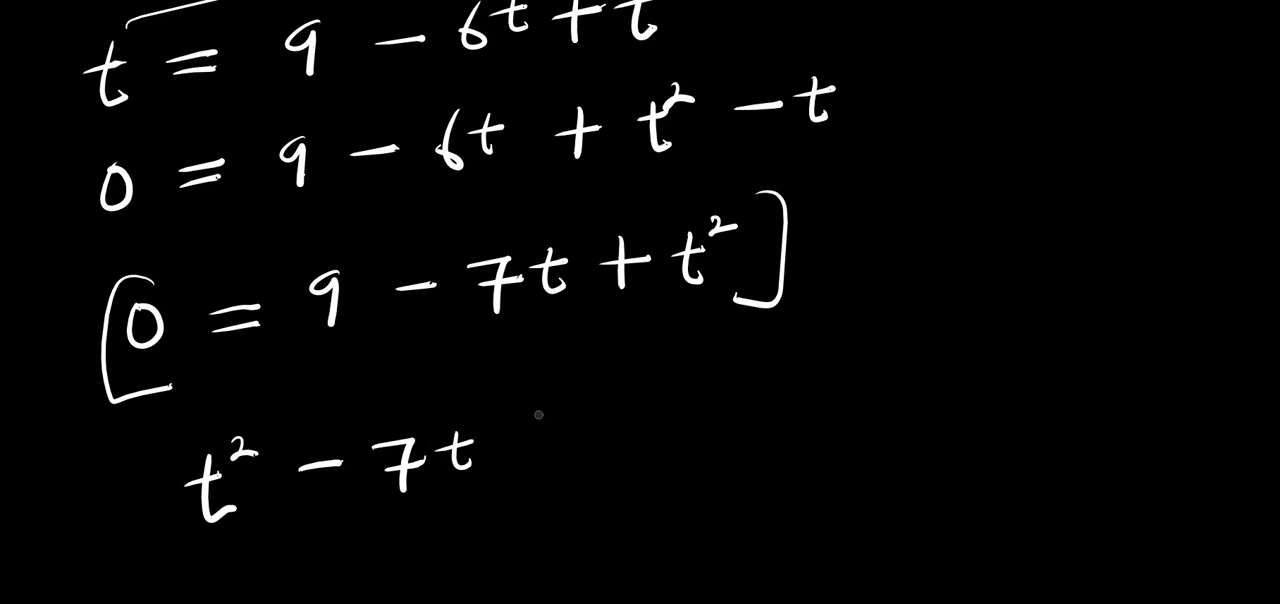 t = 9 - 6t + t
0 = 9 - 6t + t² - t
[0 = 9 - 7t + t²]
t² - 7t